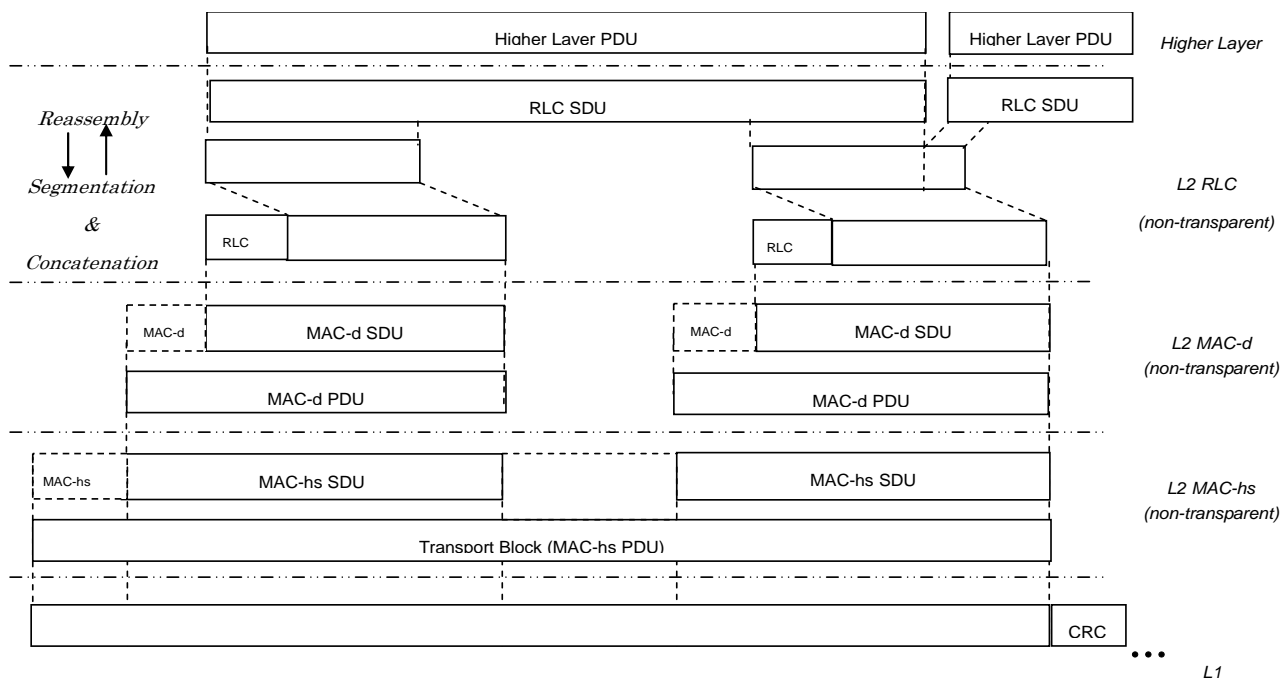 Higher Layer PDU
Higher Layer PDU
Higher Layer
RLC SDU
RLC SDU
Reassembly
Segmentation
&
Concatenation
L2 RLC
(non-transparent)
RLC
RLC
MAC-d
MAC-d SDU
MAC-d
MAC-d SDU
L2 MAC-d
(non-transparent)
MAC-d PDU
MAC-d PDU
MAC-hs
MAC-hs SDU
MAC-hs SDU
L2 MAC-hs
(non-transparent)
Transport Block (MAC-hs PDU)
CRC
•••
L1